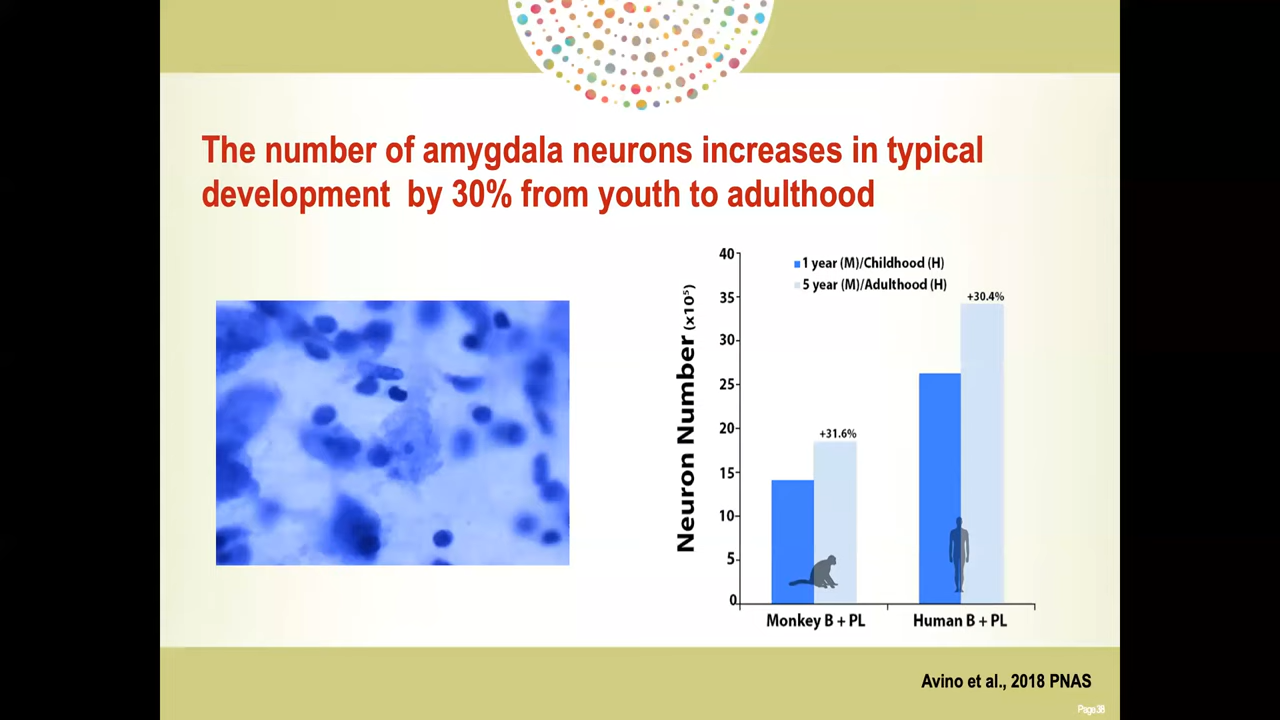 The number of amygdala neurons increases in typical
development by 30% from youth to adulthood
40
35
30
25
20
15
10
5
0
Neuron Number (x10⁵)
1 year (M)/Childhood (H)
5 year (M)/Adulthood (H)
+30.4%
+31.6%
Monkey B + PL
Human B + PL
Avino et al., 2018 PNAS
Page 38